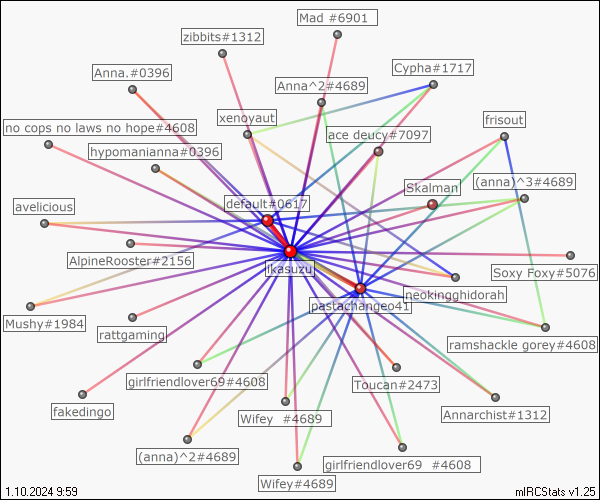 Mad #6901
zibbits#1312
Cypha#1717
Anna.#0396
Anna^2#4689
xenoyaut
frisout
no cops no laws no hope#4608
ace deucy#7097
hypomanianna#0396
Skalman
(anna)^3#4689
default#0617
avelicious
AlpineRooster#2156
Ikasuzu
Soxy Foxy#5076
neokingghidorah
pastachangeo41
Mushy#1984
rattgaming
ramshackle gorey#4608
girlfriendlover69#4608
Toucan#2473
fakedingo
Wifey #4689
Annarchist#1312
(anna)^2#4689
girlfriendlover69 #4608
Wifey#4689
1.10.2024 9:59
mIRCStats v1.25